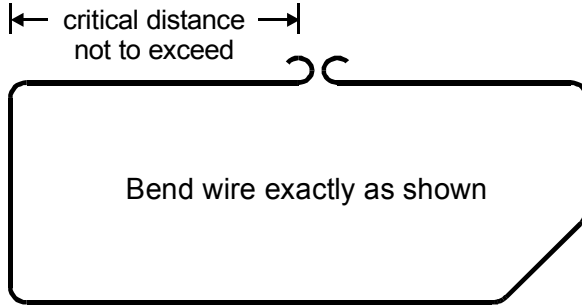 critical distance
not to exceed
Bend wire exactly as shown